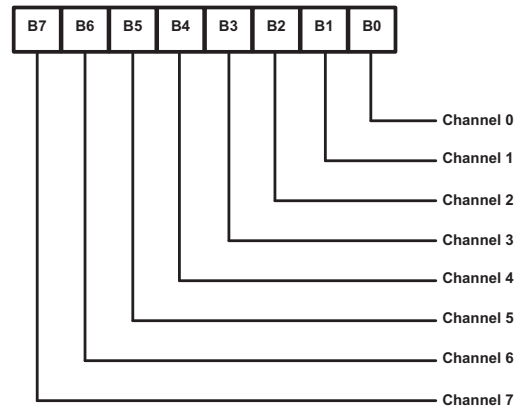 B7 B6 B5 B4 B3 B2 B1 B0
Channel 0
Channel 1
Channel 2
Channel 3
Channel 4
Channel 5
Channel 6
Channel 7